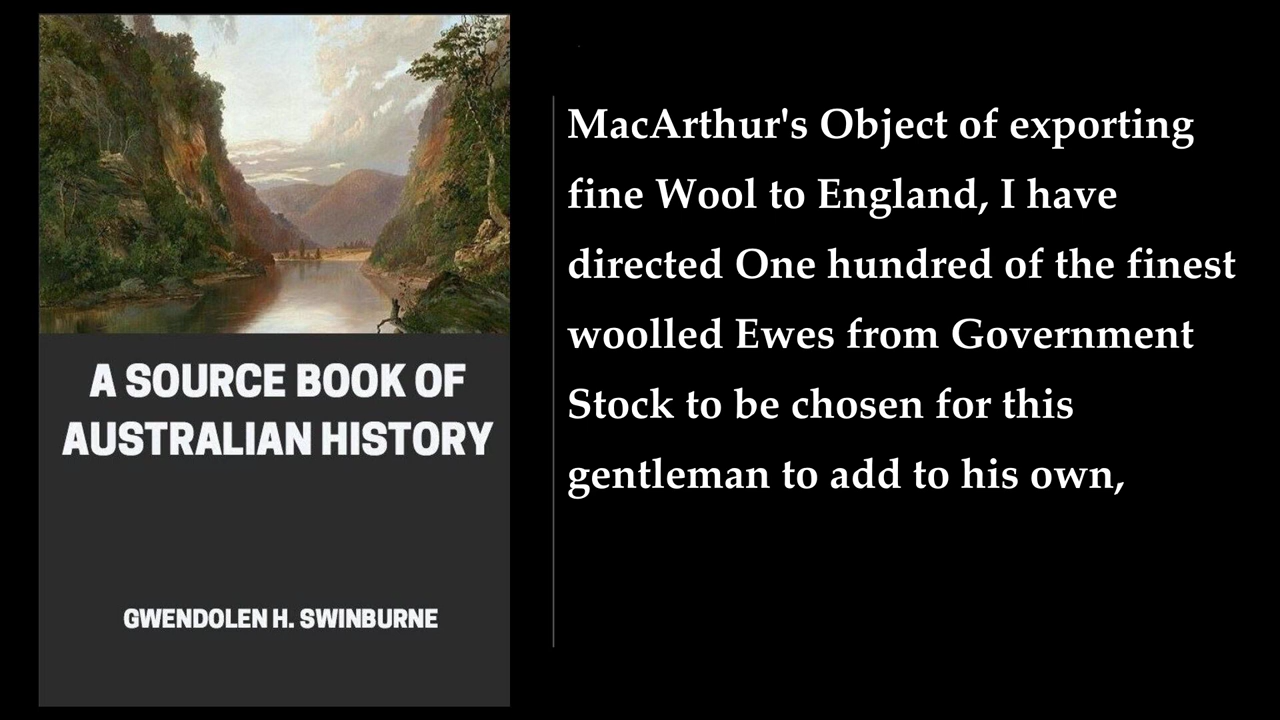 A SOURCE BOOK OF
AUSTRALIAN HISTORY
GWENDOLEN H. SWINBURNE
MacArthur's Object of exporting
fine Wool to England, I have
directed One hundred of the finest
woolled Ewes from Government
Stock to be chosen for this
gentleman to add to his own,